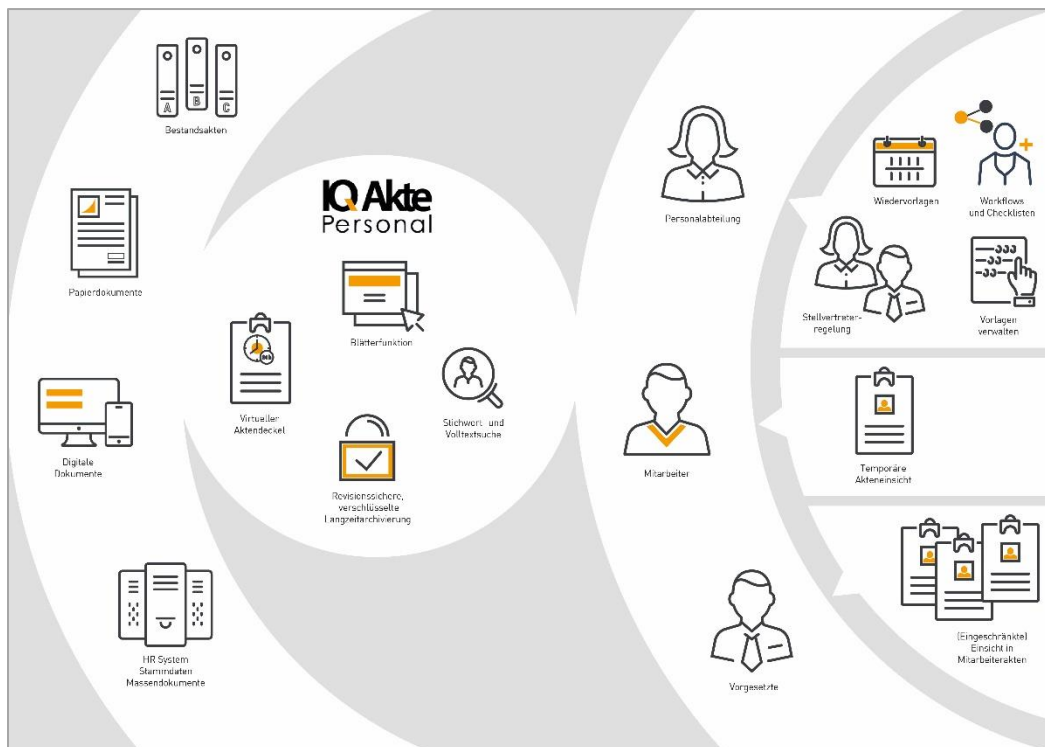 A
B
C
Bestandsakten
Papierdokumente
Digitale
Dokumente
HR System
Stammdaten
Massendokumente
IQ Akte
Personal
Blätterfunktion
24h
Virtueller
Aktendeckel
Stichwort- und
Volltextsuche
Revisionssichere,
verschlüsselte
Langzeitarchivierung
Personalabteilung
Mitarbeiter
Vorgesetzte
Wiedervorlagen
Workflows
und Checklisten
Stellvertreter-
regelung
Vorlagen
verwalten
Temporäre
Akteneinsicht
(Eingeschränkte)
Einsicht in
Mitarbeiterakten